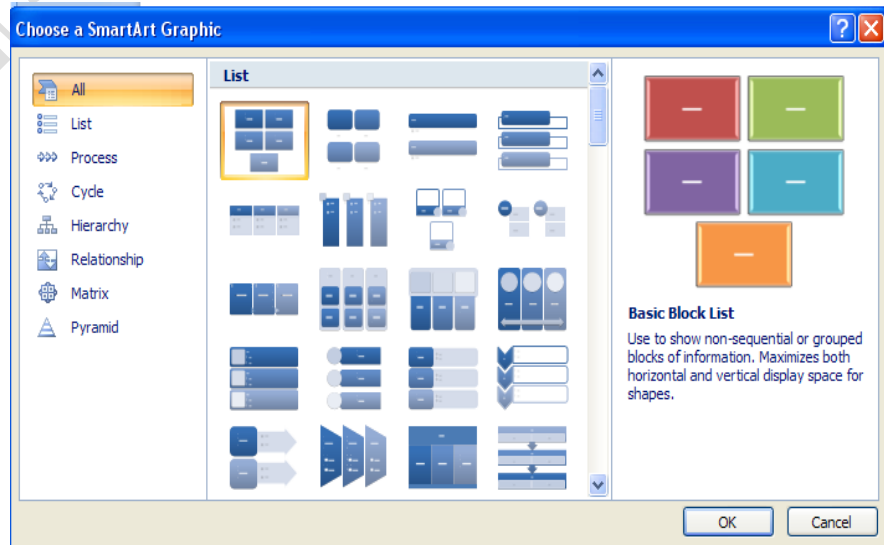 Choose a SmartArt Graphic
All
List
Process
Cycle
Hierarchy
Relationship
Matrix
Pyramid
List
Basic Block List
Use to show non-sequential or grouped
blocks of information. Maximizes both
horizontal and vertical display space for
shapes.
OK
Cancel